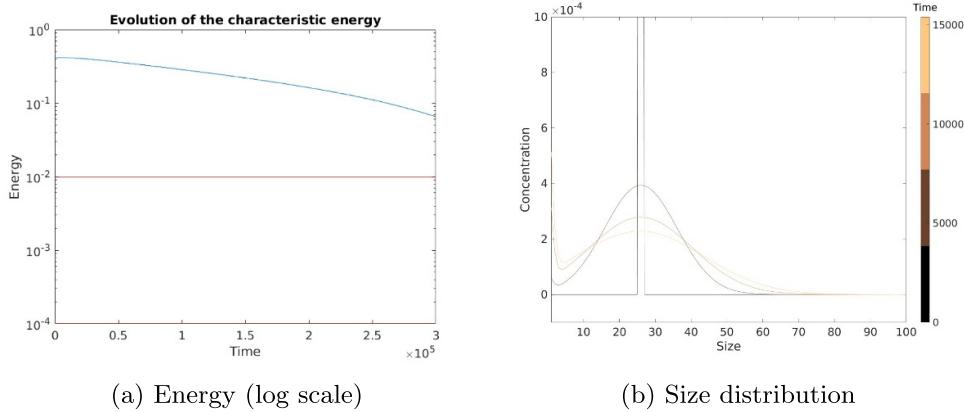 Evolution of the characteristic energy
10^0
10^-1
10^-2
10^-3
10^-4
Energy
0 0.5 1 1.5 2 2.5 3
×10^5
Time
(a) Energy (log scale)
×10^-4
10
8
6
4
2
0
Concentration
10 20 30 40 50 60 70 80 90 100
Size
Time
15000
10000
5000
0
(b) Size distribution